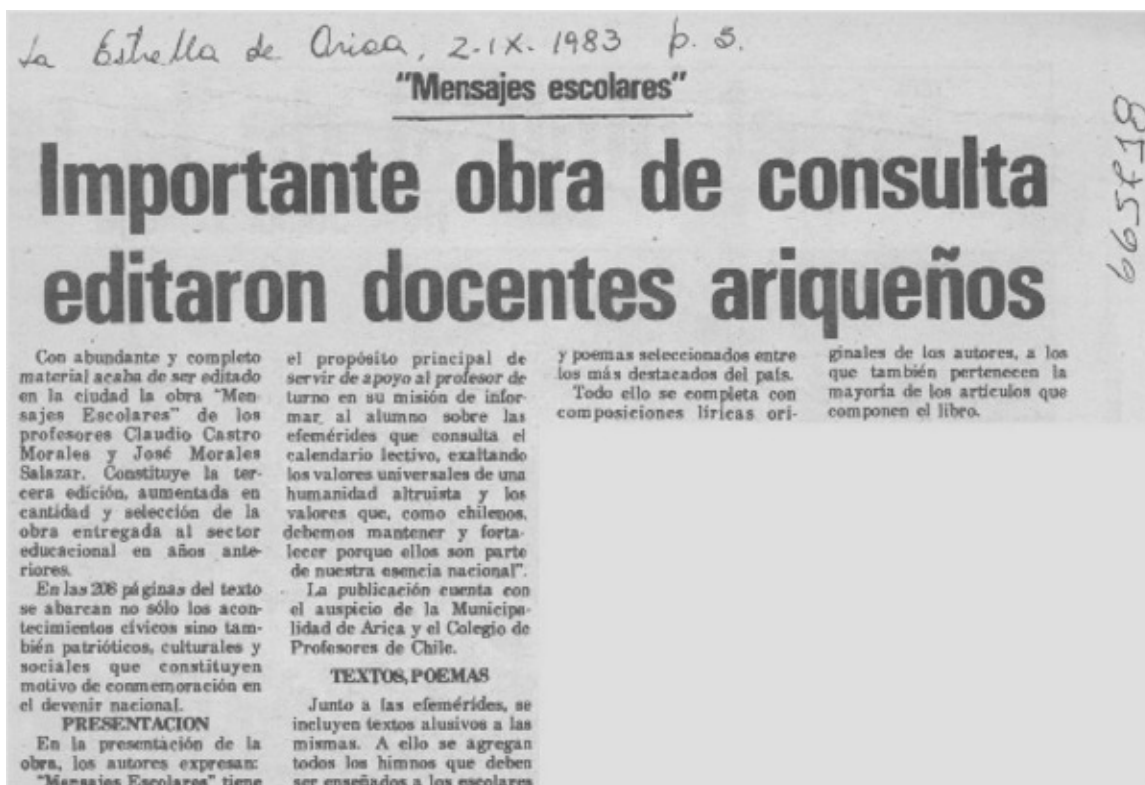 La Estrella de Arica, 2-IX-1983 p. 5.
"Mensajes escolares"
Importante obra de consulta
editaron docentes ariqueños
Con abundante y completo
material acaba de ser editado
en la ciudad la obra "Men-
sajes Escolares" de los
profesores Claudio Castro
Morales y José Morales
Salazar. Constituye la ter-
cera edición, aumentada en
cantidad y selección de la
obra entregada al sector
educacional en años ante-
riores.
En las 208 páginas del texto
se abarcan no sólo los acon-
tecimientos cívicos sino tam-
bién patrióticos, culturales y
sociales que constituyen
motivo de conmemoración en
el devenir nacional.
PRESENTACION
En la presentación de la
obra, los autores expresan:
"Mensajes Escolares" tiene
el propósito principal de
servir de apoyo al profesor de
turno en su misión de infor-
mar al alumno sobre las
efemérides que consulta el
calendario lectivo, exaltando
los valores universales de una
humanidad altruista y los
valores que, como chilenos,
debemos mantener y forta-
lecer porque ellos son parte
de nuestra esencia nacional".
La publicación cuenta con
el auspicio de la Municipa-
lidad de Arica y el Colegio de
Profesores de Chile.
TEXTOS, POEMAS
Junto a las efemérides, se
incluyen textos alusivos a las
mismas. A ello se agregan
todos los himnos que deben
ser enseñados a los escolares
y poemas seleccionados entre
los más destacados del país.
Todo ello se completa con
composiciones líricas ori-
ginales de los autores, a los
que también pertenecen la
mayoría de los artículos que
componen el libro.